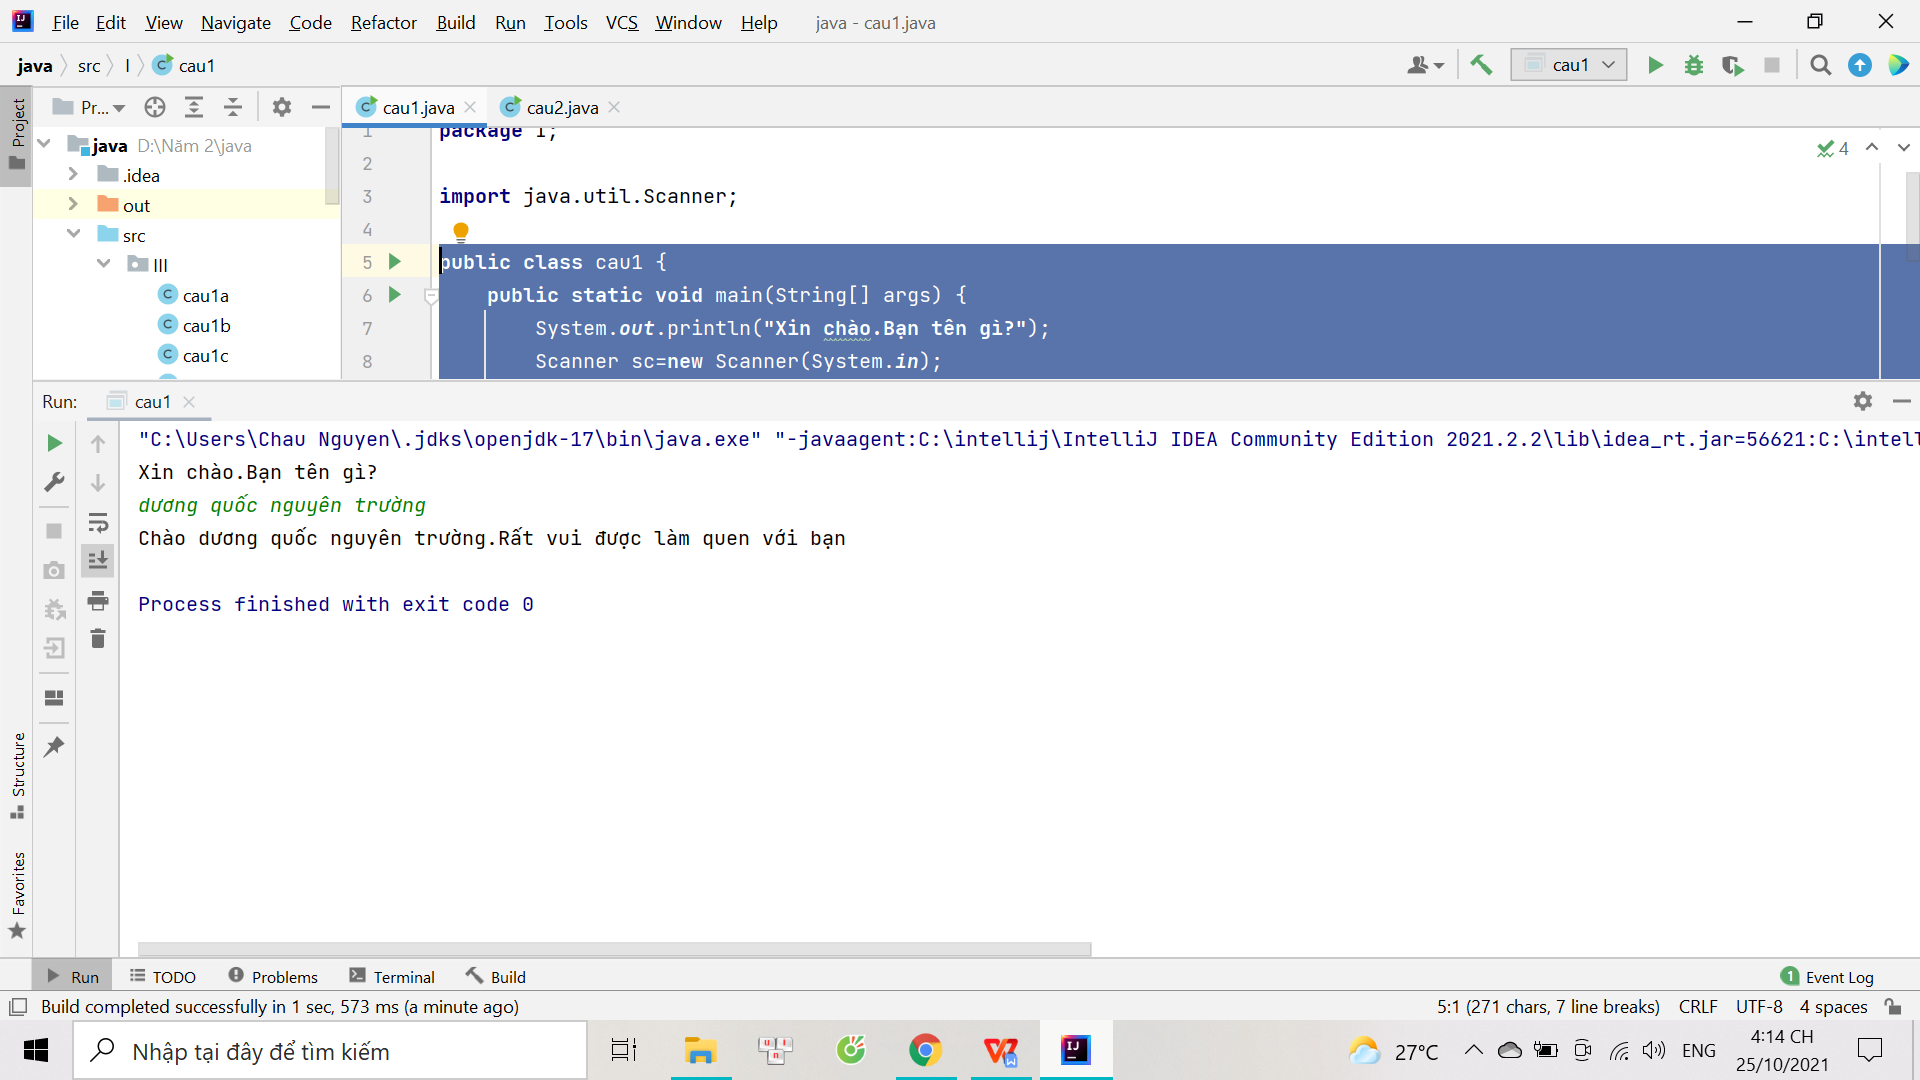 File Edit View Navigate Code Refactor Build Run Tools VCS Window Help java - cau1.java
java src I cau1
cau1
Project
Pr...
cau1.java
cau2.java
java D:\Năm 2\java
.idea
out
src
III
cau1a
cau1b
cau1c
1 package I;
2
3 import java.util.Scanner;
4
5 public class cau1 {
6 public static void main(String[] args) {
7 System.out.println("Xin chào.Bạn tên gì?");
8 Scanner sc=new Scanner(System.in);
4
Run: cau1
"C:\Users\Chau Nguyen\.jdks\openjdk-17\bin\java.exe" "-javaagent:C:\intellij\IntelliJ IDEA Community Edition 2021.2.2\lib\idea_rt.jar=56621:C:\intell
Xin chào.Bạn tên gì?
dương quốc nguyên trường
Chào dương quốc nguyên trường.Rất vui được làm quen với bạn
Process finished with exit code 0
Structure
Favorites
Run TODO Problems Terminal Build 1 Event Log
Build completed successfully in 1 sec, 573 ms (a minute ago) 5:1 (271 chars, 7 line breaks) CRLF UTF-8 4 spaces
Nhập tại đây để tìm kiếm
27°C
ENG
4:14 CH
25/10/2021